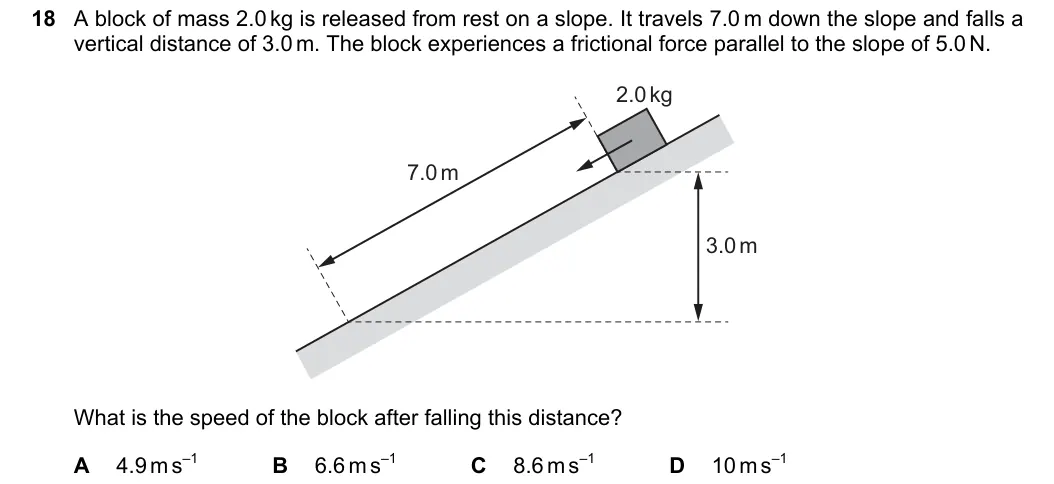 18 A block of mass 2.0 kg is released from rest on a slope. It travels 7.0 m down the slope and falls a
vertical distance of 3.0 m. The block experiences a frictional force parallel to the slope of 5.0 N.
2.0 kg
7.0 m
3.0 m
What is the speed of the block after falling this distance?
A 4.9 m s⁻¹ B 6.6 m s⁻¹ C 8.6 m s⁻¹ D 10 m s⁻¹